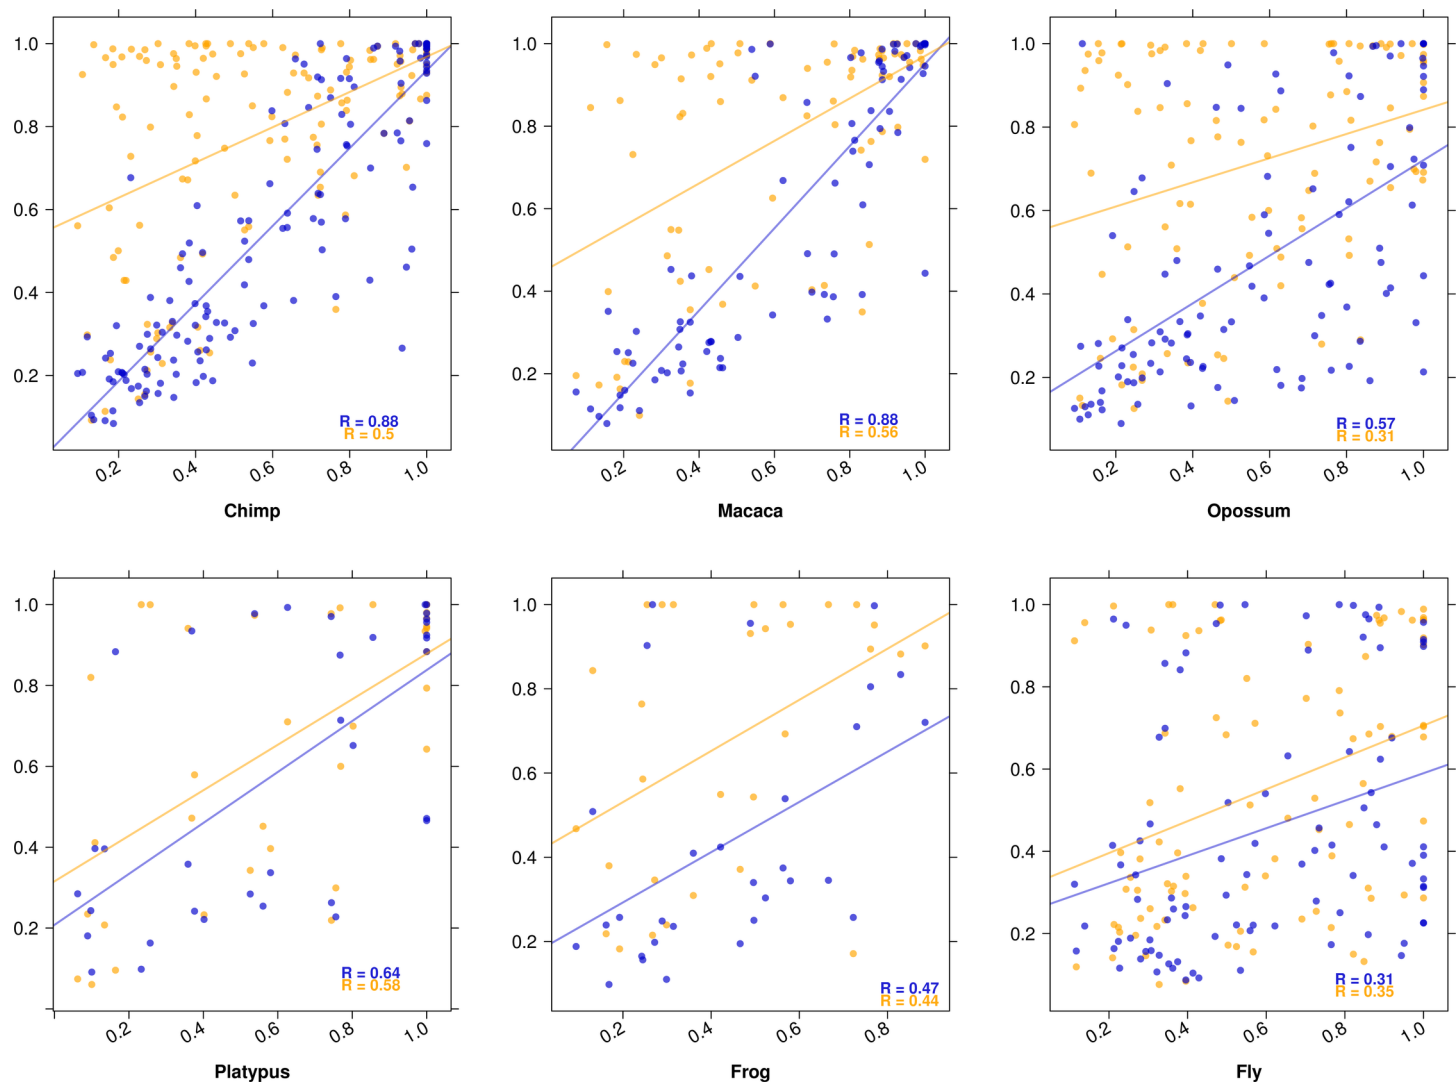 1.0
0.8
0.6
0.4
0.2
R = 0.88
R = 0.5
0.2 0.4 0.6 0.8 1.0
Chimp
1.0
0.8
0.6
0.4
0.2
R = 0.88
R = 0.56
0.2 0.4 0.6 0.8 1.0
Macaca
1.0
0.8
0.6
0.4
0.2
R = 0.57
R = 0.31
0.2 0.4 0.6 0.8 1.0
Opossum
1.0
0.8
0.6
0.4
0.2
R = 0.64
R = 0.58
0.2 0.4 0.6 0.8 1.0
Platypus
1.0
0.8
0.6
0.4
0.2
R = 0.47
R = 0.44
0.2 0.4 0.6 0.8
Frog
1.0
0.8
0.6
0.4
0.2
R = 0.31
R = 0.35
0.2 0.4 0.6 0.8 1.0
Fly